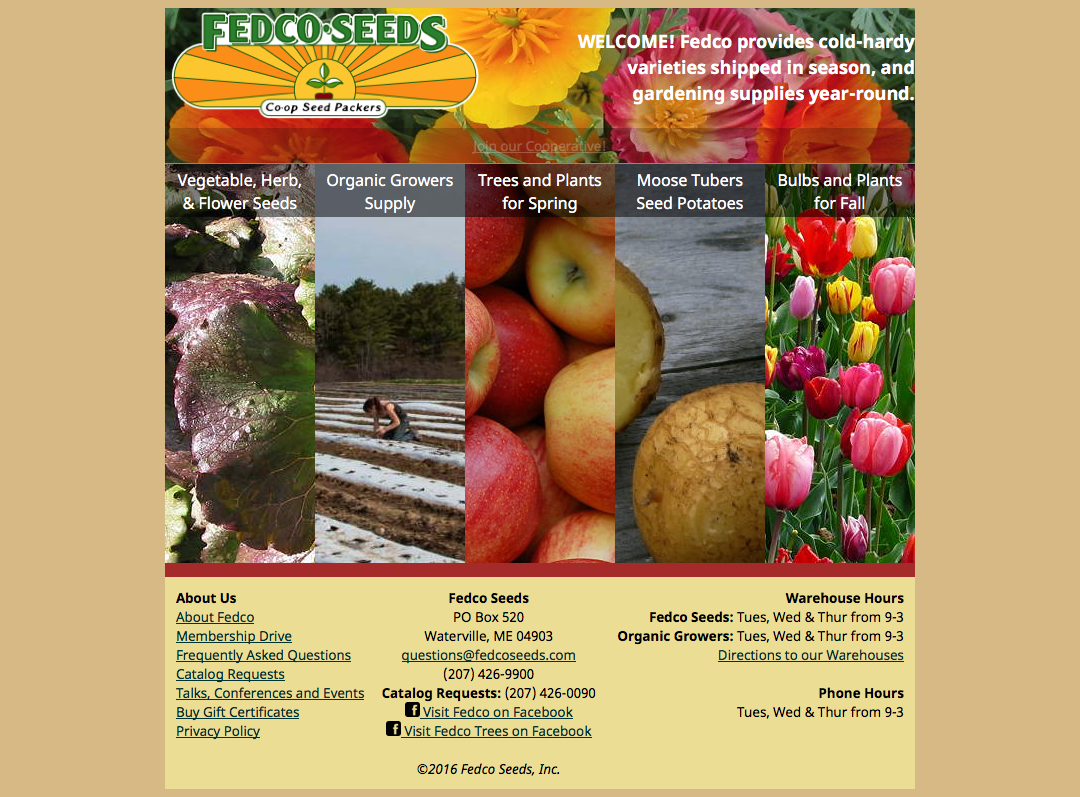 FEDCO·SEEDS
Co-op Seed Packers
WELCOME! Fedco provides cold-hardy
varieties shipped in season, and
gardening supplies year-round.
Join our Cooperative!
Vegetable, Herb,
& Flower Seeds
Organic Growers
Supply
Trees and Plants
for Spring
Moose Tubers
Seed Potatoes
Bulbs and Plants
for Fall
About Us
About Fedco
Membership Drive
Frequently Asked Questions
Catalog Requests
Talks, Conferences and Events
Buy Gift Certificates
Privacy Policy
Fedco Seeds
PO Box 520
Waterville, ME 04903
questions@fedcoseeds.com
(207) 426-9900
Catalog Requests: (207) 426-0090
Visit Fedco on Facebook
Visit Fedco Trees on Facebook
©2016 Fedco Seeds, Inc.
Warehouse Hours
Fedco Seeds: Tues, Wed & Thur from 9-3
Organic Growers: Tues, Wed & Thur from 9-3
Directions to our Warehouses
Phone Hours
Tues, Wed & Thur from 9-3